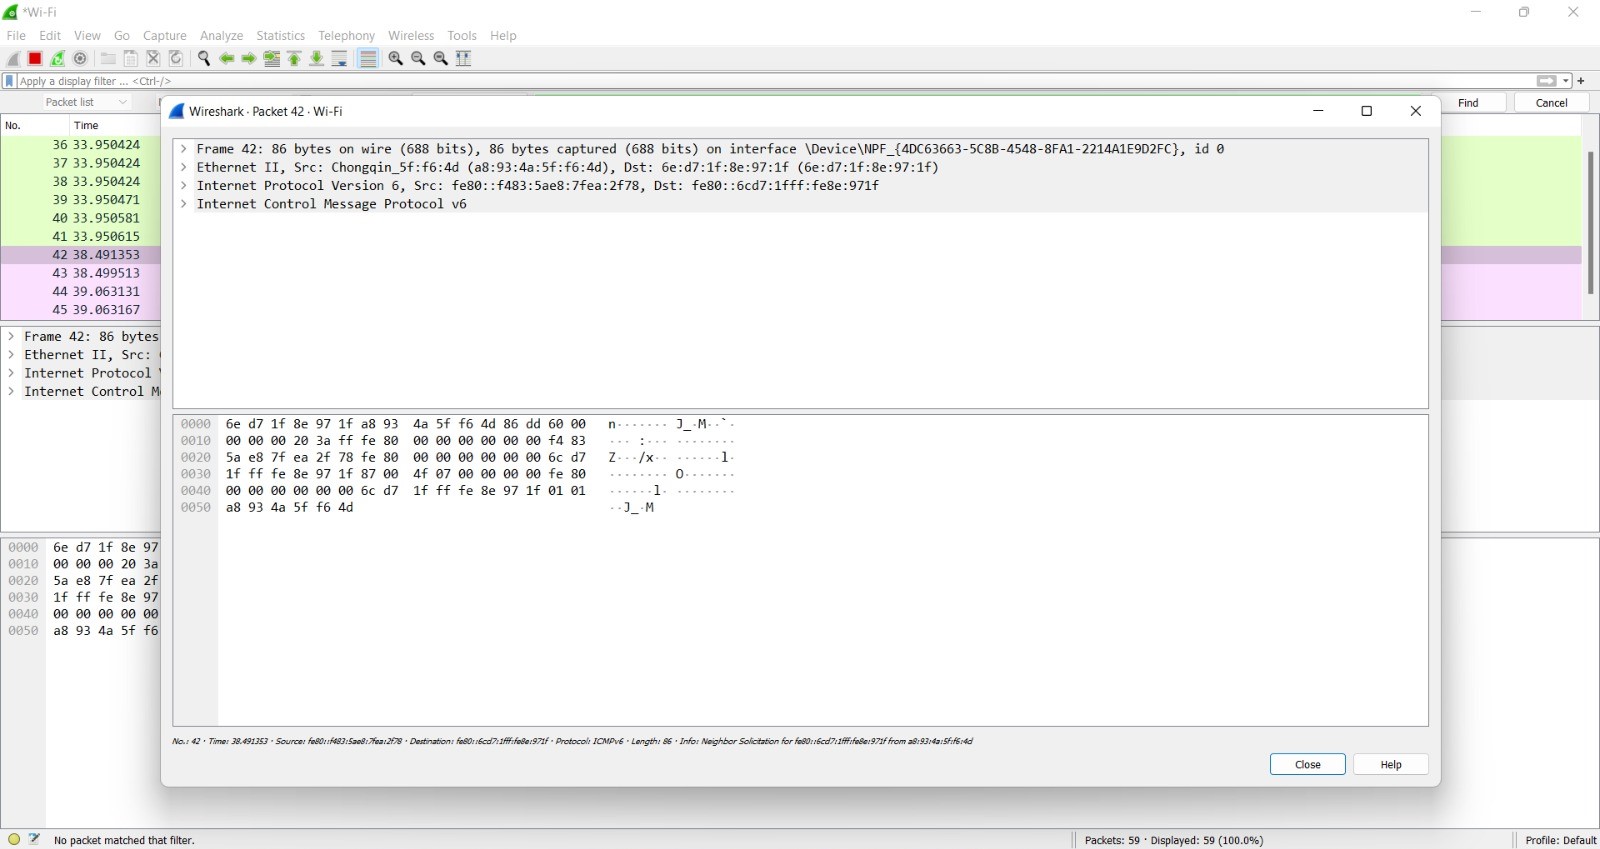 *Wi-Fi
File Edit View Go Capture Analyze Statistics Telephony Wireless Tools Help
Apply a display filter ... <Ctrl-/>
+
Packet list
Find
Cancel
No. Time
36 33.950424
37 33.950424
38 33.950424
39 33.950471
40 33.950581
41 33.950615
42 38.491353
43 38.499513
44 39.063131
45 39.063167
Frame 42: 86 bytes
Ethernet II, Src:
Internet Protocol
Internet Control M
0000 6e d7 1f 8e 97
0010 00 00 00 20 3a
0020 5a e8 7f ea 2f
0030 1f ff fe 8e 97
0040 00 00 00 00 00
0050 a8 93 4a 5f f6
Wireshark · Packet 42 · Wi-Fi
Frame 42: 86 bytes on wire (688 bits), 86 bytes captured (688 bits) on interface \Device\NPF_{4DC63663-5C8B-4548-8FA1-2214A1E9D2FC}, id 0
Ethernet II, Src: Chongqin_5f:f6:4d (a8:93:4a:5f:f6:4d), Dst: 6e:d7:1f:8e:97:1f (6e:d7:1f:8e:97:1f)
Internet Protocol Version 6, Src: fe80::f483:5ae8:7fea:2f78, Dst: fe80::6cd7:1fff:fe8e:971f
Internet Control Message Protocol v6
0000 6e d7 1f 8e 97 1f a8 93 4a 5f f6 4d 86 dd 60 00 n······· J_·M··`·
0010 00 00 00 20 3a ff fe 80 00 00 00 00 00 00 f4 83 ··· :··· ········
0020 5a e8 7f ea 2f 78 fe 80 00 00 00 00 00 00 6c d7 Z···/x·· ······l·
0030 1f ff fe 8e 97 1f 87 00 4f 07 00 00 00 00 fe 80 ········ O·······
0040 00 00 00 00 00 00 6c d7 1f ff fe 8e 97 1f 01 01 ······l· ········
0050 a8 93 4a 5f f6 4d ··J_·M
No.: 42 · Time: 38.491353 · Source: fe80::f483:5ae8:7fea:2f78 · Destination: fe80::6cd7:1fff:fe8e:971f · Protocol: ICMPv6 · Length: 86 · Info: Neighbor Solicitation for fe80::6cd7:1fff:fe8e:971f from a8:93:4a:5f:f6:4d
Close
Help
No packet matched that filter.
Packets: 59 · Displayed: 59 (100.0%)
Profile: Default